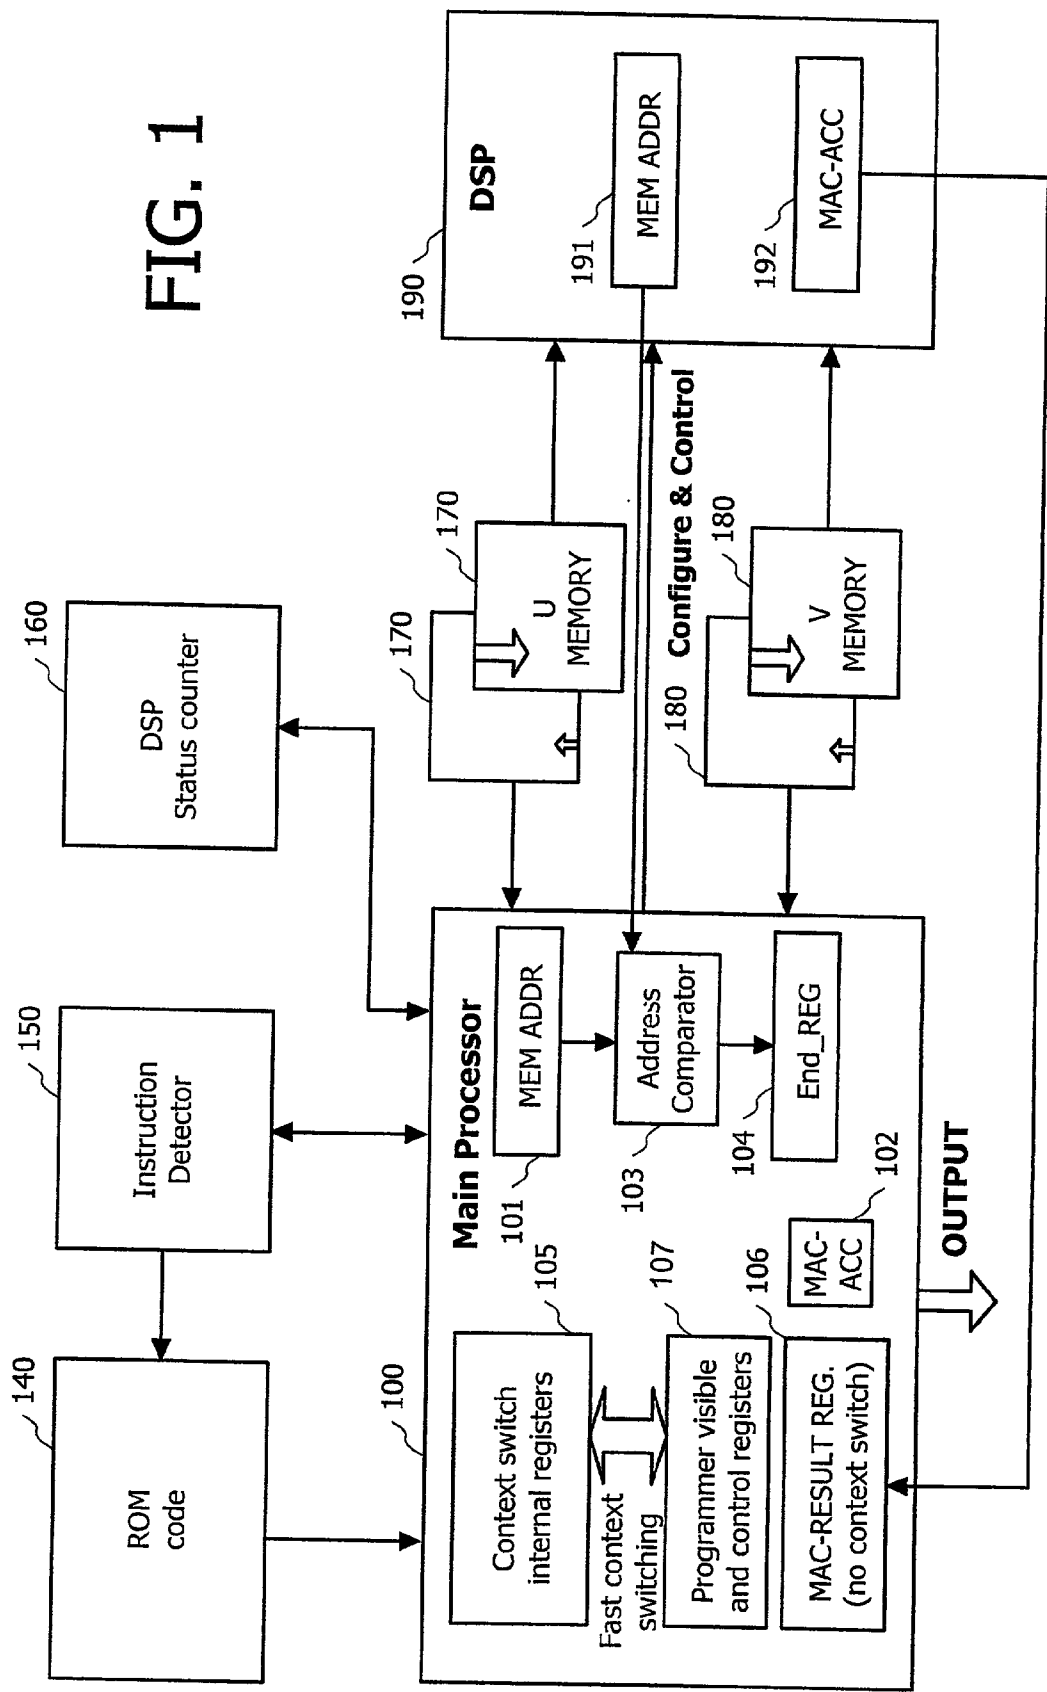 FIG. 1
140
ROM
code
150
Instruction
Detector
160
DSP
Status counter
100
Main Processor
105
Context switch
internal registers
Fast context
switching
107
Programmer visible
and control registers
106
MAC-RESULT REG.
(no context switch)
101
MEM ADDR
103
Address
Comparator
104
End_REG
102
MAC-
ACC
OUTPUT
170
170
U
MEMORY
Configure & Control
180
180
V
MEMORY
190
DSP
191
MEM ADDR
192
MAC-ACC